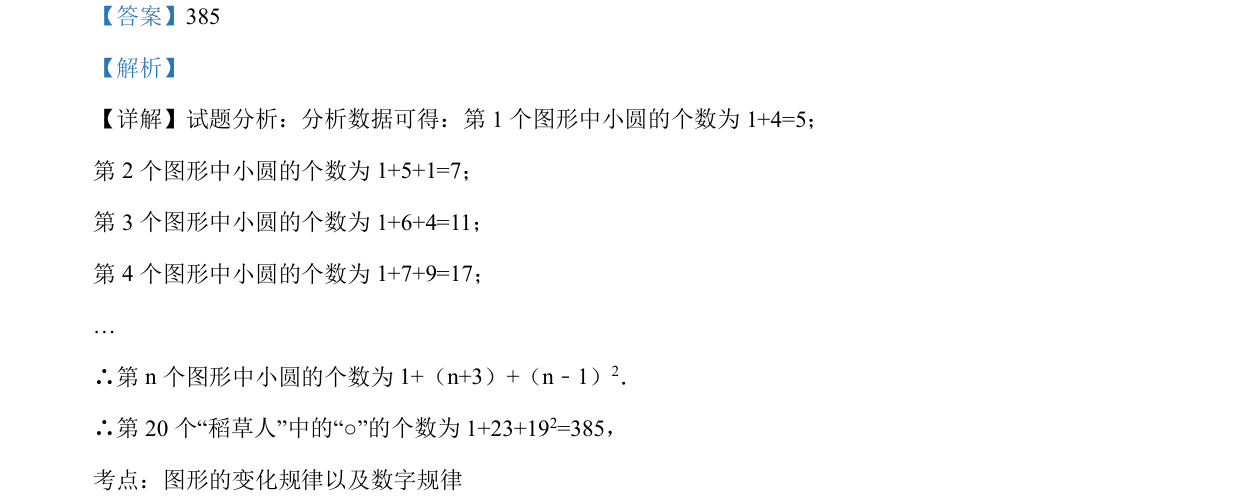 【答案】385
【解析】
【详解】试题分析：分析数据可得：第 1 个图形中小圆的个数为 1+4=5；
第 2 个图形中小圆的个数为 1+5+1=7；
第 3 个图形中小圆的个数为 1+6+4=11；
第 4 个图形中小圆的个数为 1+7+9=17；
…
∴第 n 个图形中小圆的个数为 1+（n+3）+（n﹣1）²．
∴第 20 个“稻草人”中的“○”的个数为 1+23+19²=385，
考点：图形的变化规律以及数字规律